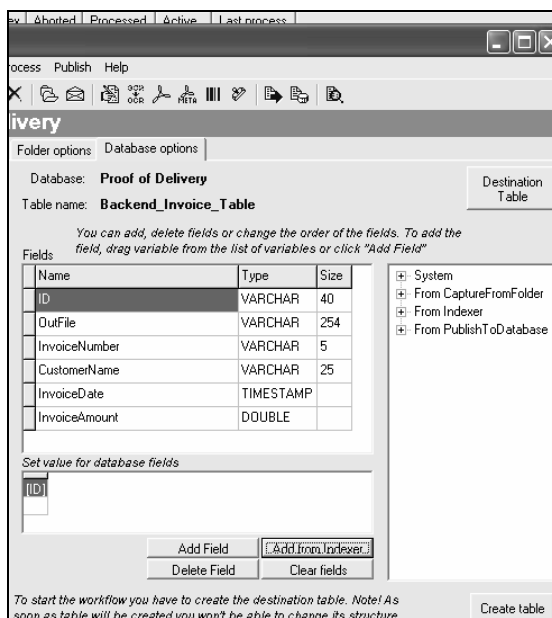 Aborted Processed Active Last process
rocess Publish Help
OCR
OCR META
ivery
Folder options Database options
Database: Proof of Delivery
Destination
Table
Table name: Backend_Invoice_Table
You can add, delete fields or change the order of the fields. To add the
field, drag variable from the list of variables or click "Add Field"
Fields
Name Type Size
ID VARCHAR 40
OutFile VARCHAR 254
InvoiceNumber VARCHAR 5
CustomerName VARCHAR 25
InvoiceDate TIMESTAMP
InvoiceAmount DOUBLE
System
From CaptureFromFolder
From Indexer
From PublishToDatabase
Set value for database fields
[ID]
Add Field Add from Indexer
Delete Field Clear fields
To start the workflow you have to create the destination table. Note! As
soon as table will be created you won't be able to change its structure
Create table